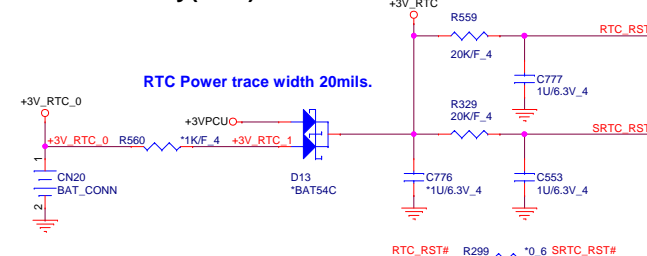 +3V_RTC
R559
RTC_RST
20K/F_4
RTC Power trace width 20mils.
C777
1U/6.3V_4
+3V_RTC_0
R329
20K/F_4
+3VPCU
SRTC_RST
+3V_RTC_0 R560 *1K/F_4 +3V_RTC_1
1
CN20
BAT_CONN
2
D13
*BAT54C
C776
*1U/6.3V_4
C553
1U/6.3V_4
RTC_RST# R299 *0_6 SRTC_RST#